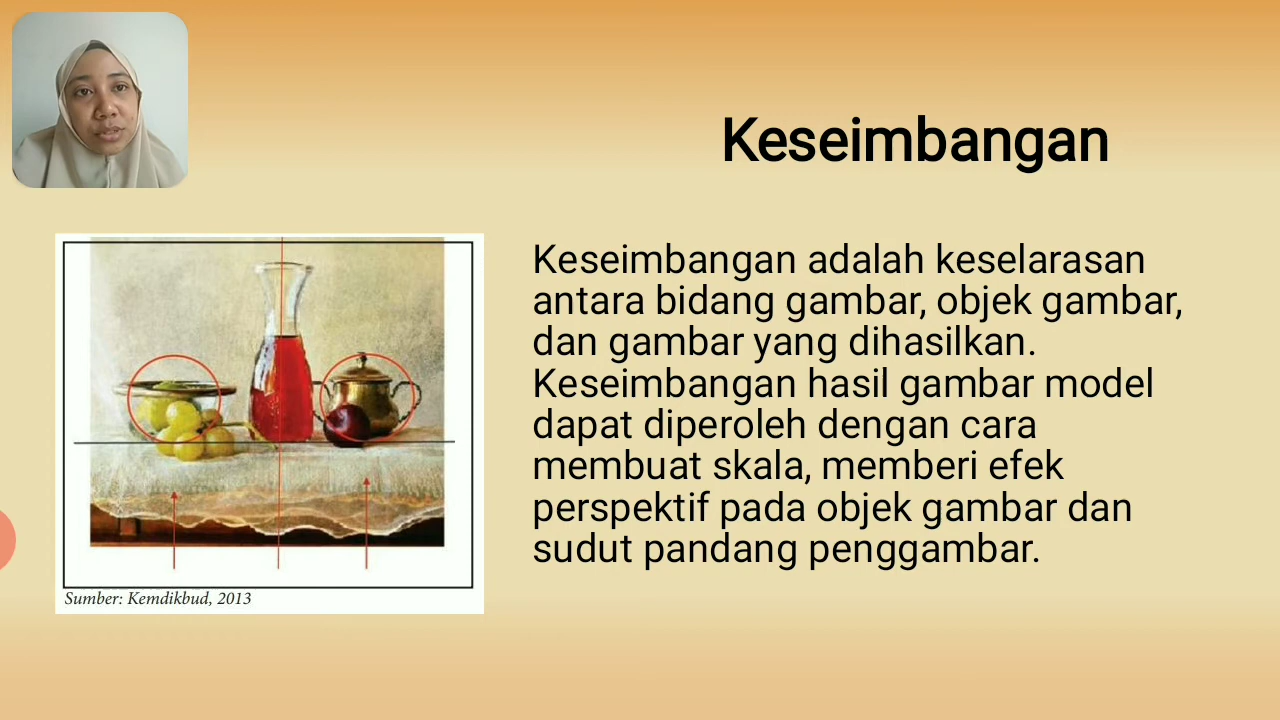 Keseimbangan
Keseimbangan adalah keselarasan
antara bidang gambar, objek gambar,
dan gambar yang dihasilkan.
Keseimbangan hasil gambar model
dapat diperoleh dengan cara
membuat skala, memberi efek
perspektif pada objek gambar dan
sudut pandang penggambar.
Sumber: Kemdikbud, 2013